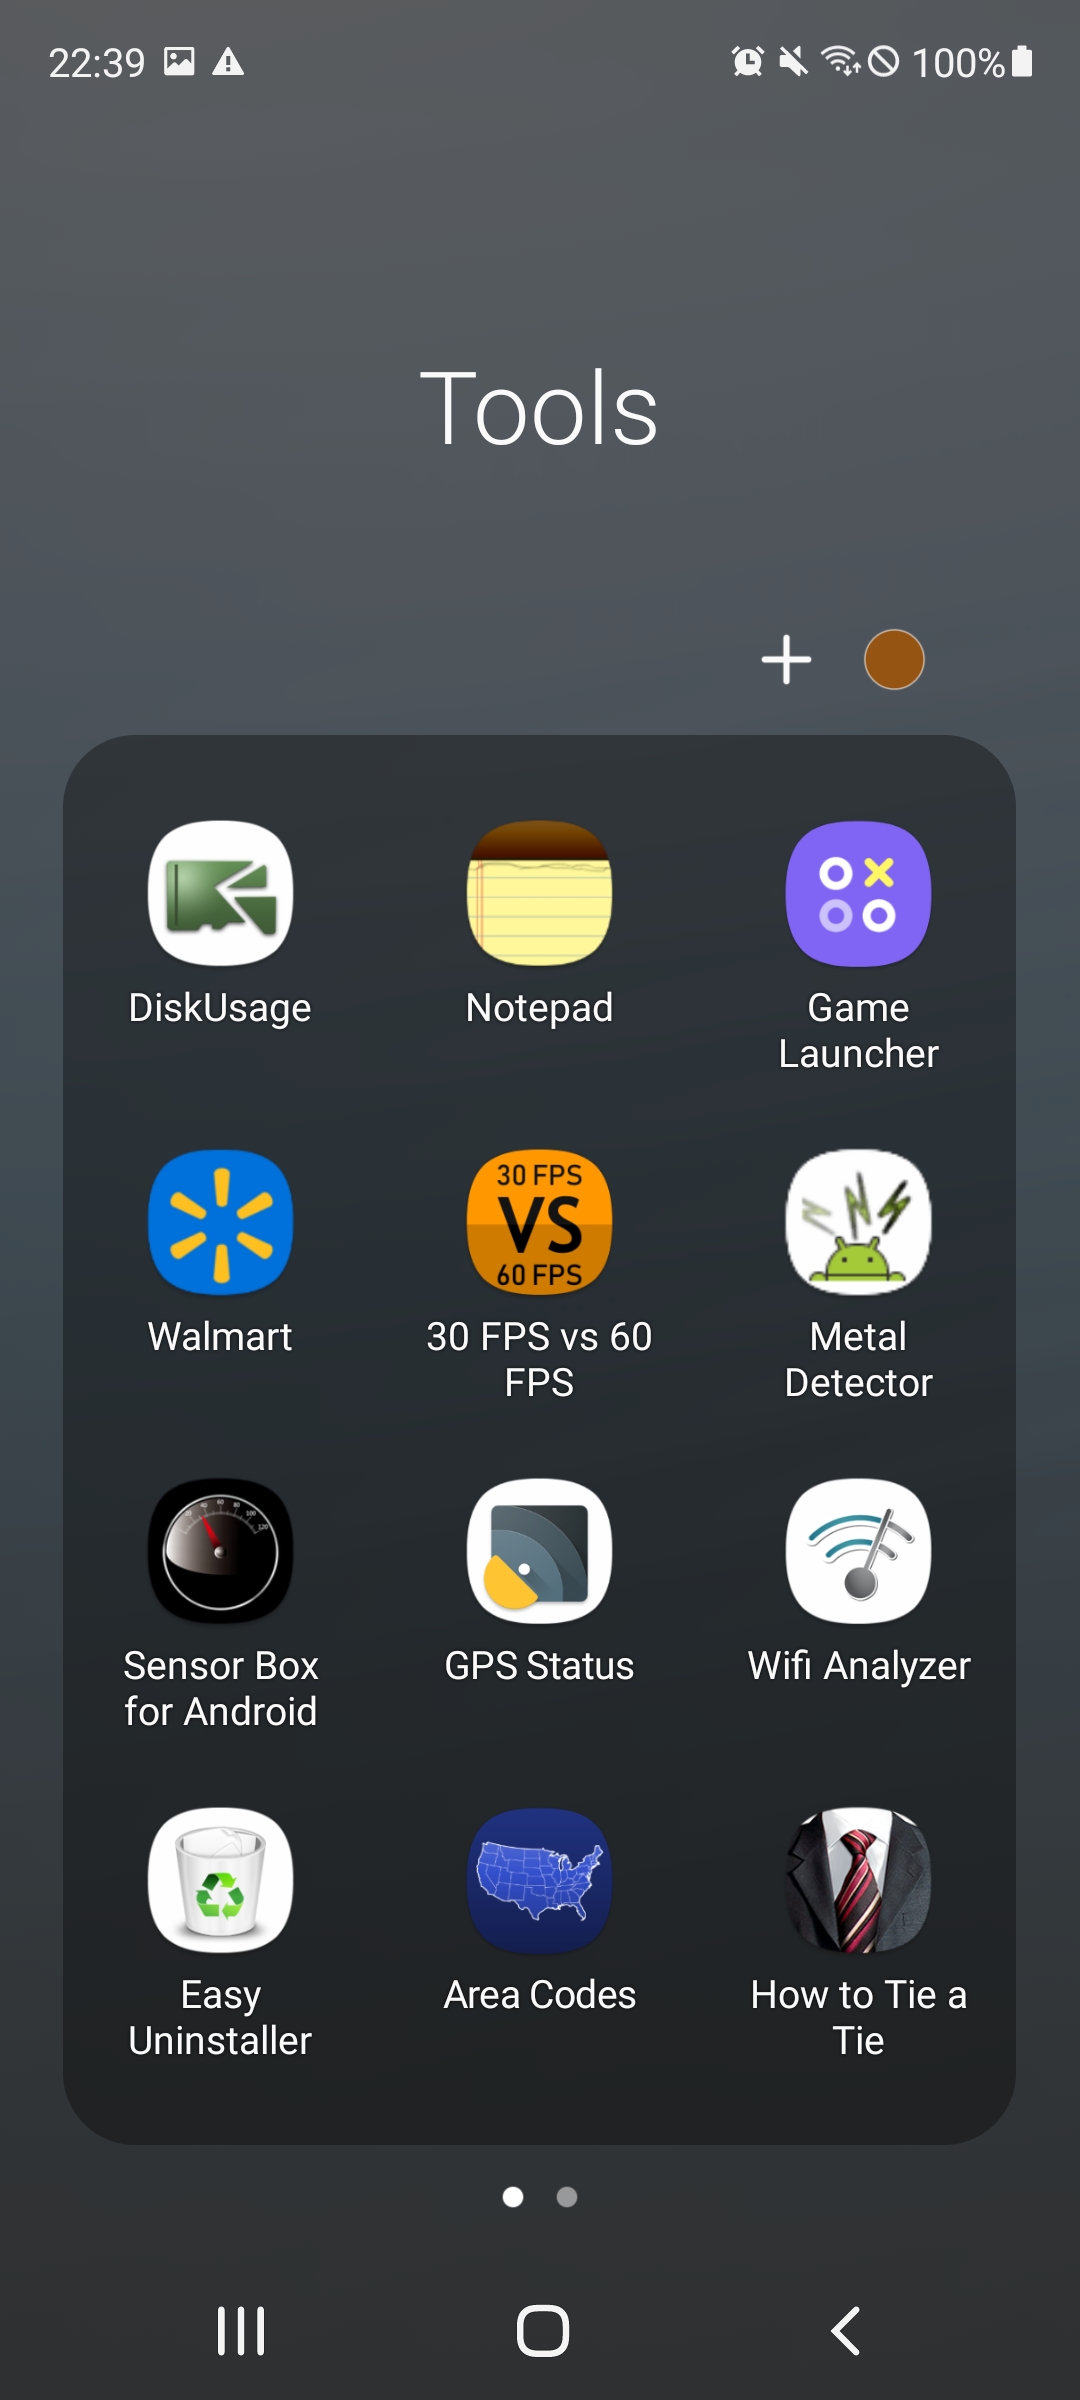 22:39 100%
Tools
DiskUsage
Notepad
Game
Launcher
Walmart
30 FPS
VS
60 FPS
30 FPS vs 60
FPS
Metal
Detector
Sensor Box
for Android
GPS Status
Wifi Analyzer
Easy
Uninstaller
Area Codes
How to Tie a
Tie